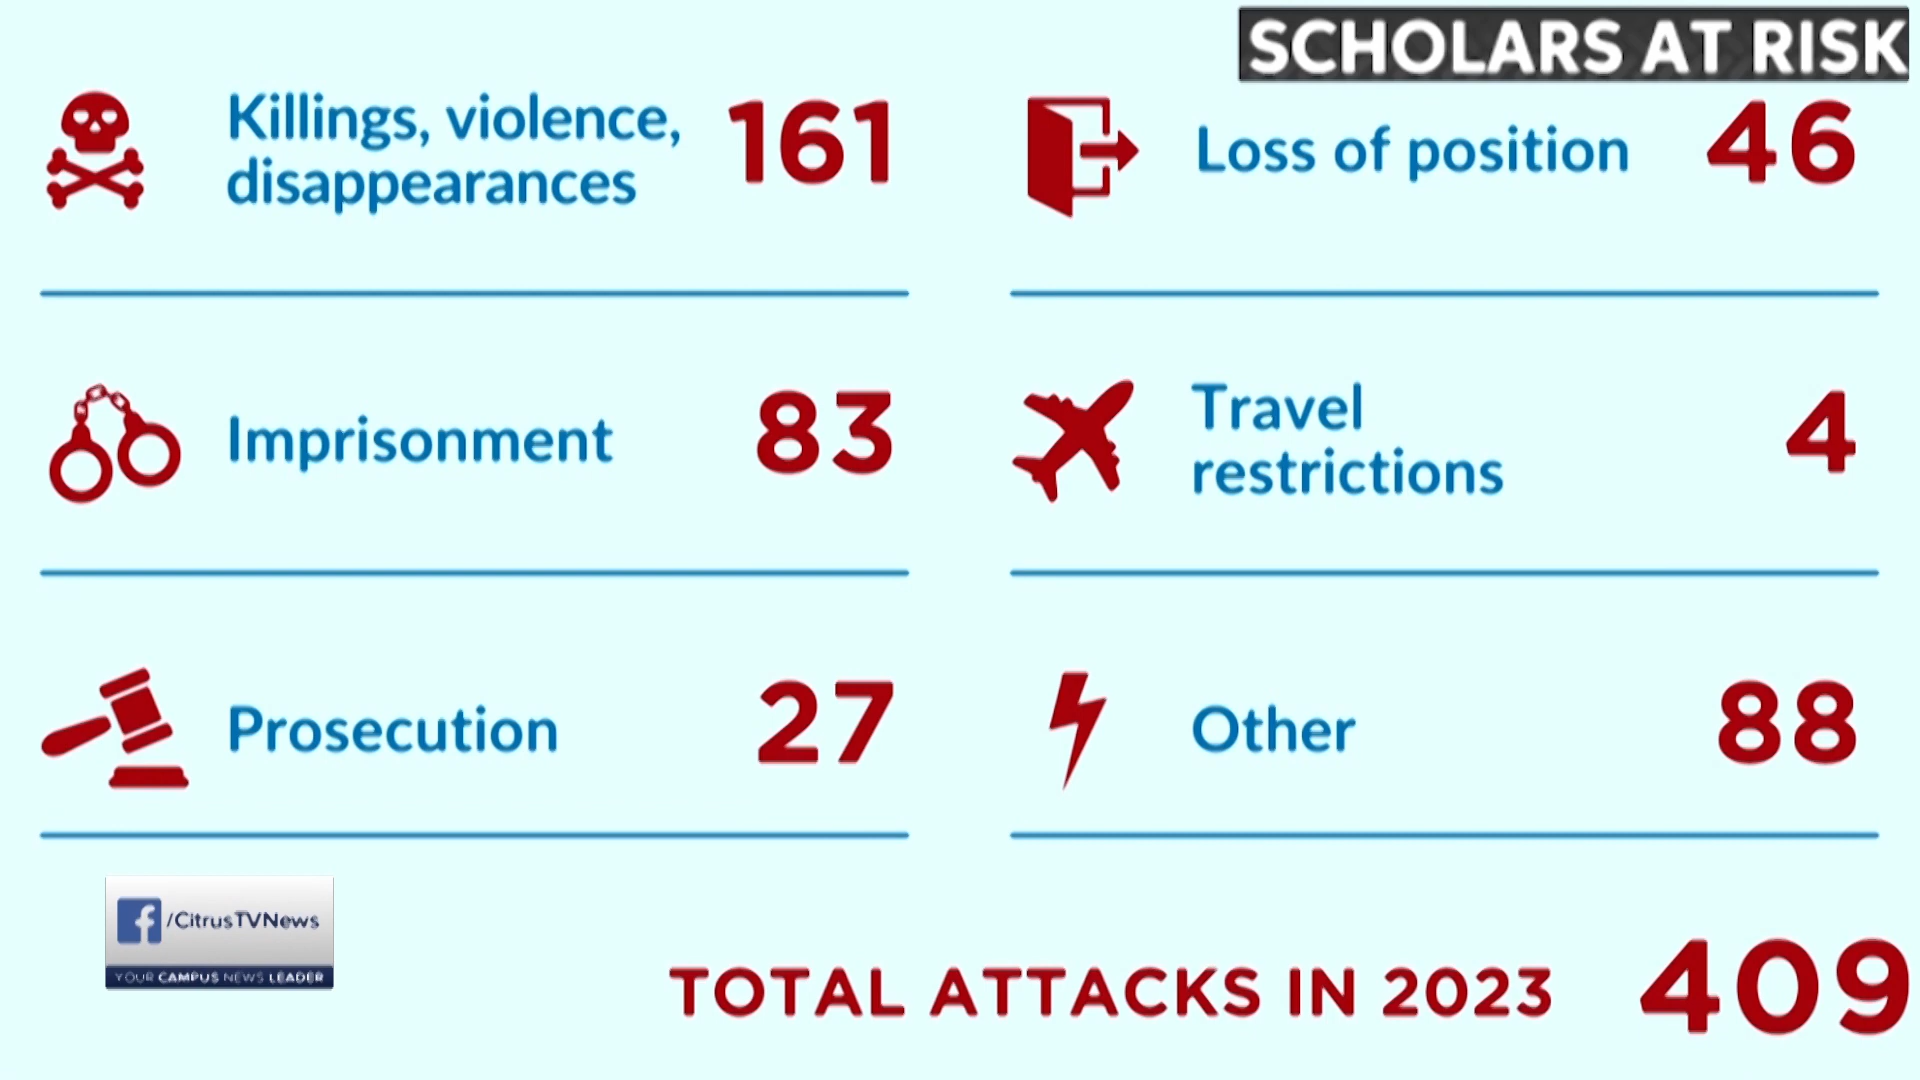 SCHOLARS AT RISK
Killings, violence,
disappearances
161
Loss of position
46
Imprisonment
83
Travel
restrictions
4
Prosecution
27
Other
88
f/CitrusTVNews
YOUR CAMPUS NEWS LEADER
TOTAL ATTACKS IN 2023
409